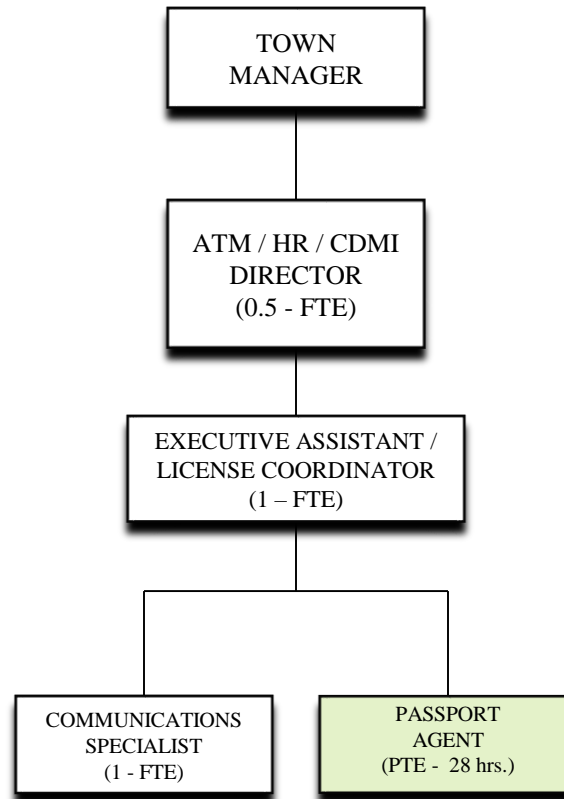 TOWN
MANAGER
ATM / HR / CDMI
DIRECTOR
(0.5 - FTE)
EXECUTIVE ASSISTANT /
LICENSE COORDINATOR
(1 – FTE)
COMMUNICATIONS
SPECIALIST
(1 - FTE)
PASSPORT
AGENT
(PTE - 28 hrs.)